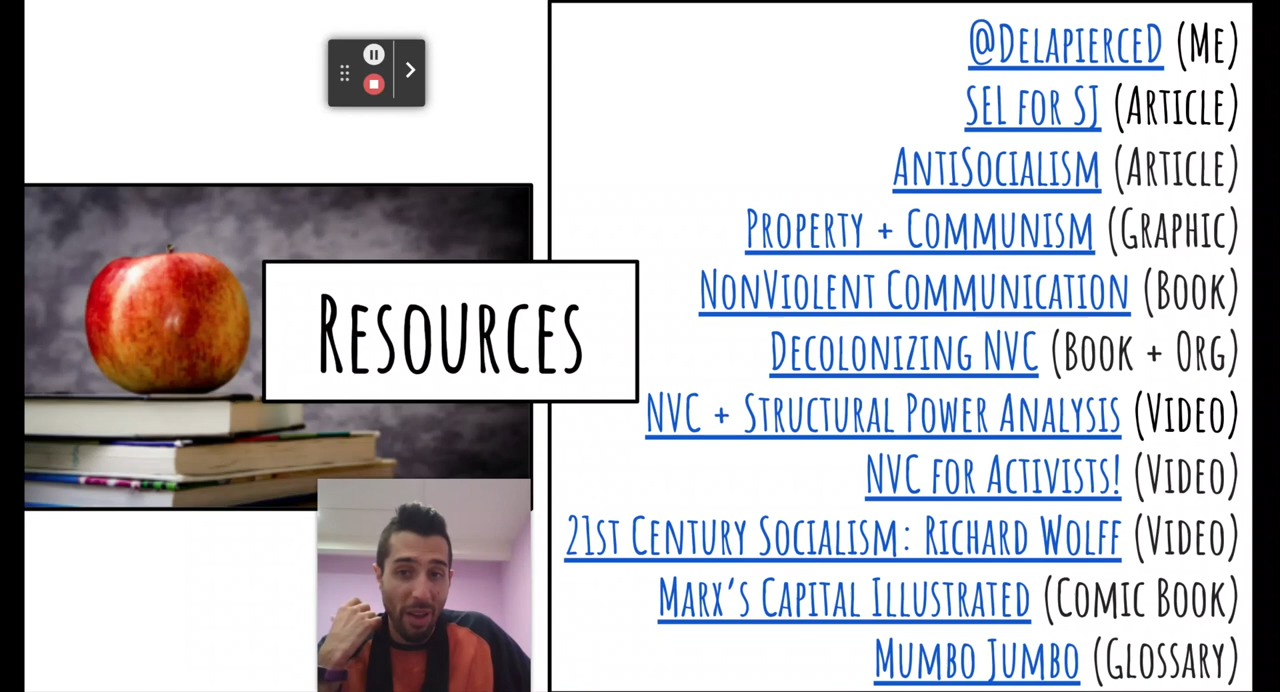 Resources
@DelapierceD (Me)
SEL for SJ (Article)
AntiSocialism (Article)
Property + Communism (Graphic)
NonViolent Communication (Book)
Decolonizing NVC (Book + Org)
NVC + Structural Power Analysis (Video)
NVC for Activists! (Video)
21st Century Socialism: Richard Wolff (Video)
Marx's Capital Illustrated (Comic Book)
Mumbo Jumbo (Glossary)